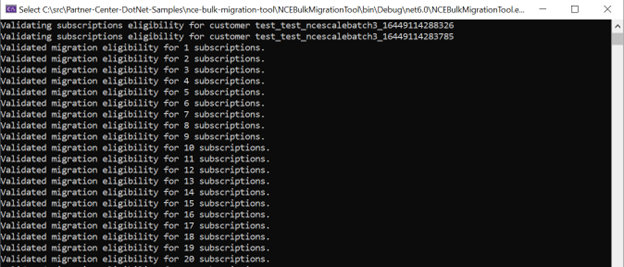 Select C:\src\Partner-Center-DotNet-Samples\nce-bulk-migration-tool\NCEBulkMigrationTool\bin\Debug\net6.0\NCEBulkMigrationTool.e...
Validating subscriptions eligibility for customer test_test_ncescalebatch3_16449114288326
Validating subscriptions eligibility for customer test_test_ncescalebatch3_16449114283785
Validated migration eligibility for 1 subscriptions.
Validated migration eligibility for 2 subscriptions.
Validated migration eligibility for 3 subscriptions.
Validated migration eligibility for 4 subscriptions.
Validated migration eligibility for 5 subscriptions.
Validated migration eligibility for 6 subscriptions.
Validated migration eligibility for 7 subscriptions.
Validated migration eligibility for 8 subscriptions.
Validated migration eligibility for 9 subscriptions.
Validated migration eligibility for 10 subscriptions.
Validated migration eligibility for 11 subscriptions.
Validated migration eligibility for 12 subscriptions.
Validated migration eligibility for 13 subscriptions.
Validated migration eligibility for 14 subscriptions.
Validated migration eligibility for 15 subscriptions.
Validated migration eligibility for 16 subscriptions.
Validated migration eligibility for 17 subscriptions.
Validated migration eligibility for 18 subscriptions.
Validated migration eligibility for 19 subscriptions.
Validated migration eligibility for 20 subscriptions.